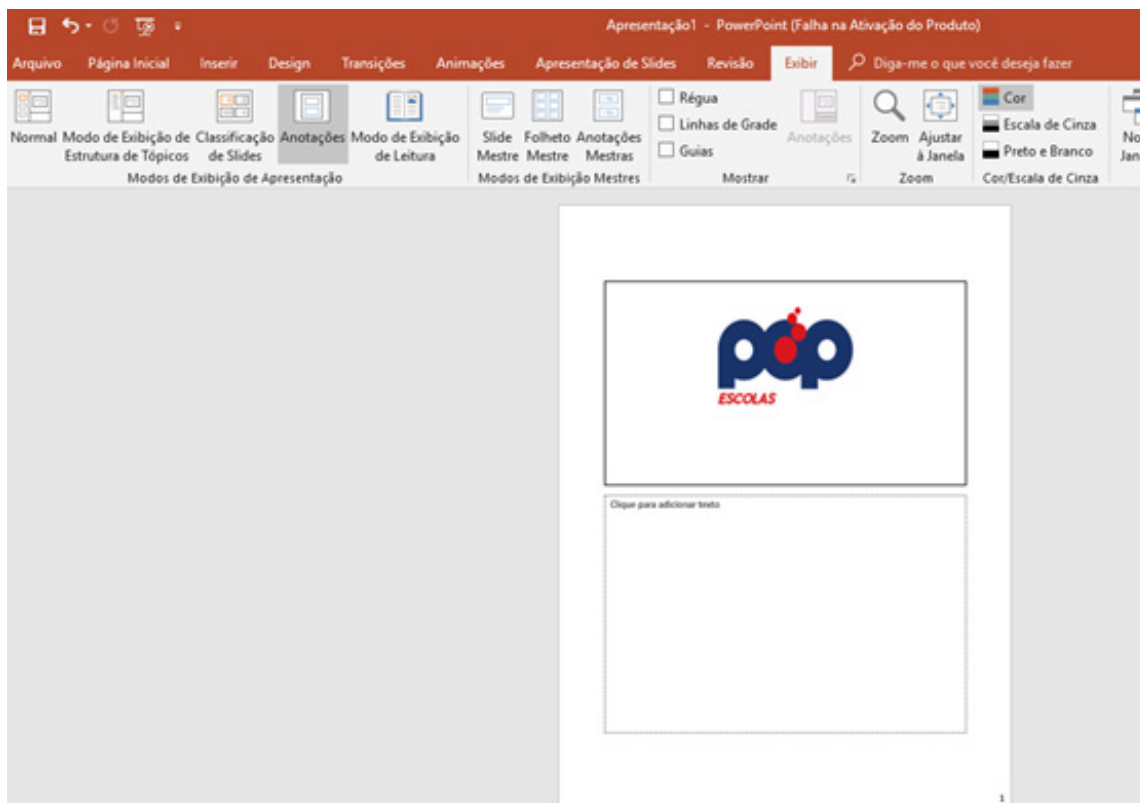 Apresentação1 - PowerPoint (Falha na Ativação do Produto)
Arquivo Página Inicial Inserir Design Transições Animações Apresentação de Slides Revisão Exibir Diga-me o que você deseja fazer
Normal Modo de Exibição de Estrutura de Tópicos Classificação de Slides Anotações Modo de Exibição de Leitura
Modos de Exibição de Apresentação
Slide Mestre Folheto Mestre Anotações Mestras
Modos de Exibição Mestres
Régua
Linhas de Grade
Guias
Anotações
Mostrar
Zoom Ajustar à Janela
Zoom
Cor
Escala de Cinza
Preto e Branco
Cor/Escala de Cinza
No
Jan
pop
ESCOLAS
Clique para adicionar texto
1